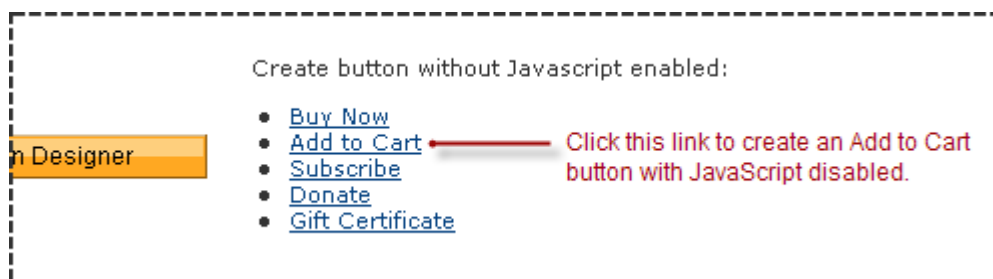 Create button without Javascript enabled:
Buy Now
Add to Cart
Subscribe
Donate
Gift Certificate
n Designer
Click this link to create an Add to Cart
button with JavaScript disabled.